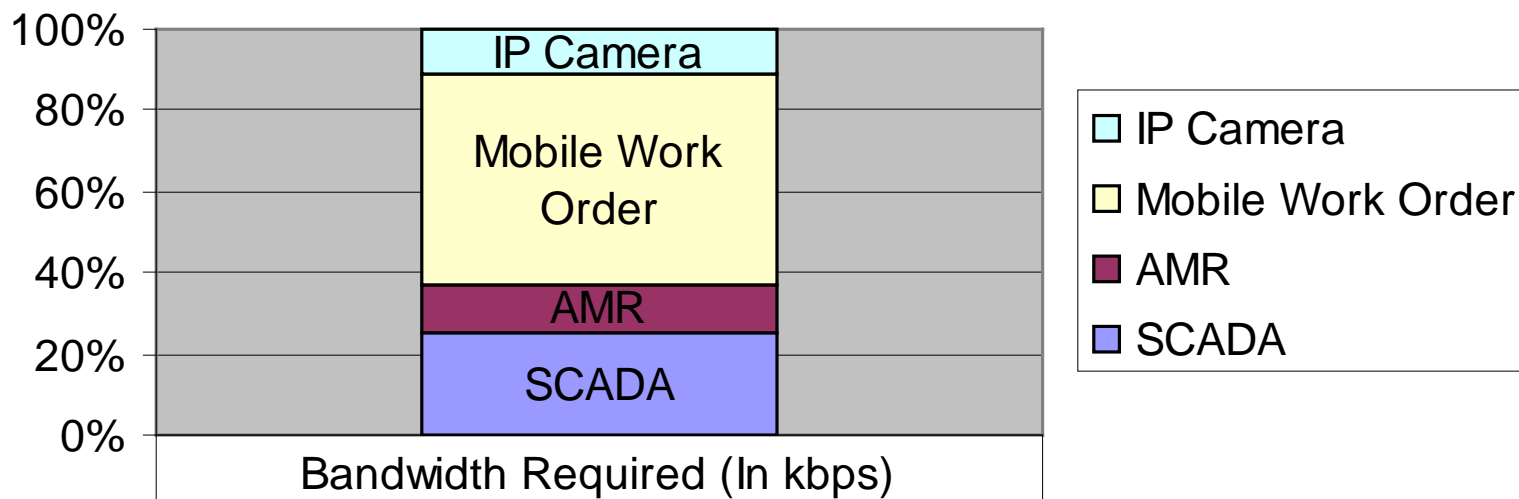 100%
80%
60%
40%
20%
0%
IP Camera
Mobile Work
Order
AMR
SCADA
Bandwidth Required (In kbps)
IP Camera
Mobile Work Order
AMR
SCADA